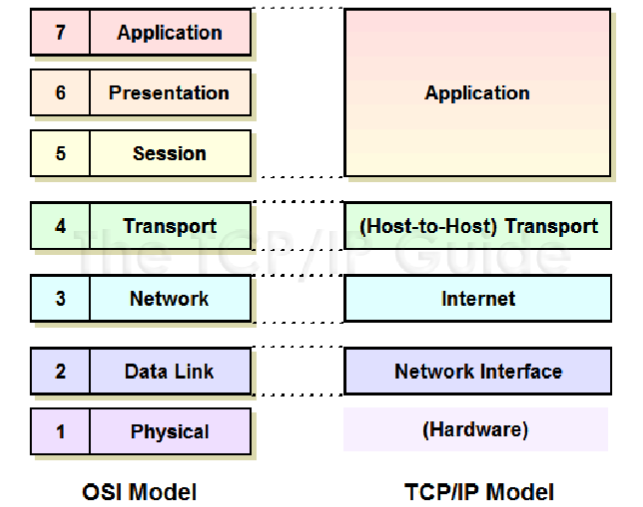 7 Application
6 Presentation
Application
5 Session
4 Transport
(Host-to-Host) Transport
The TCP/IP Guide
3 Network
Internet
2 Data Link
Network Interface
1 Physical
(Hardware)
OSI Model
TCP/IP Model